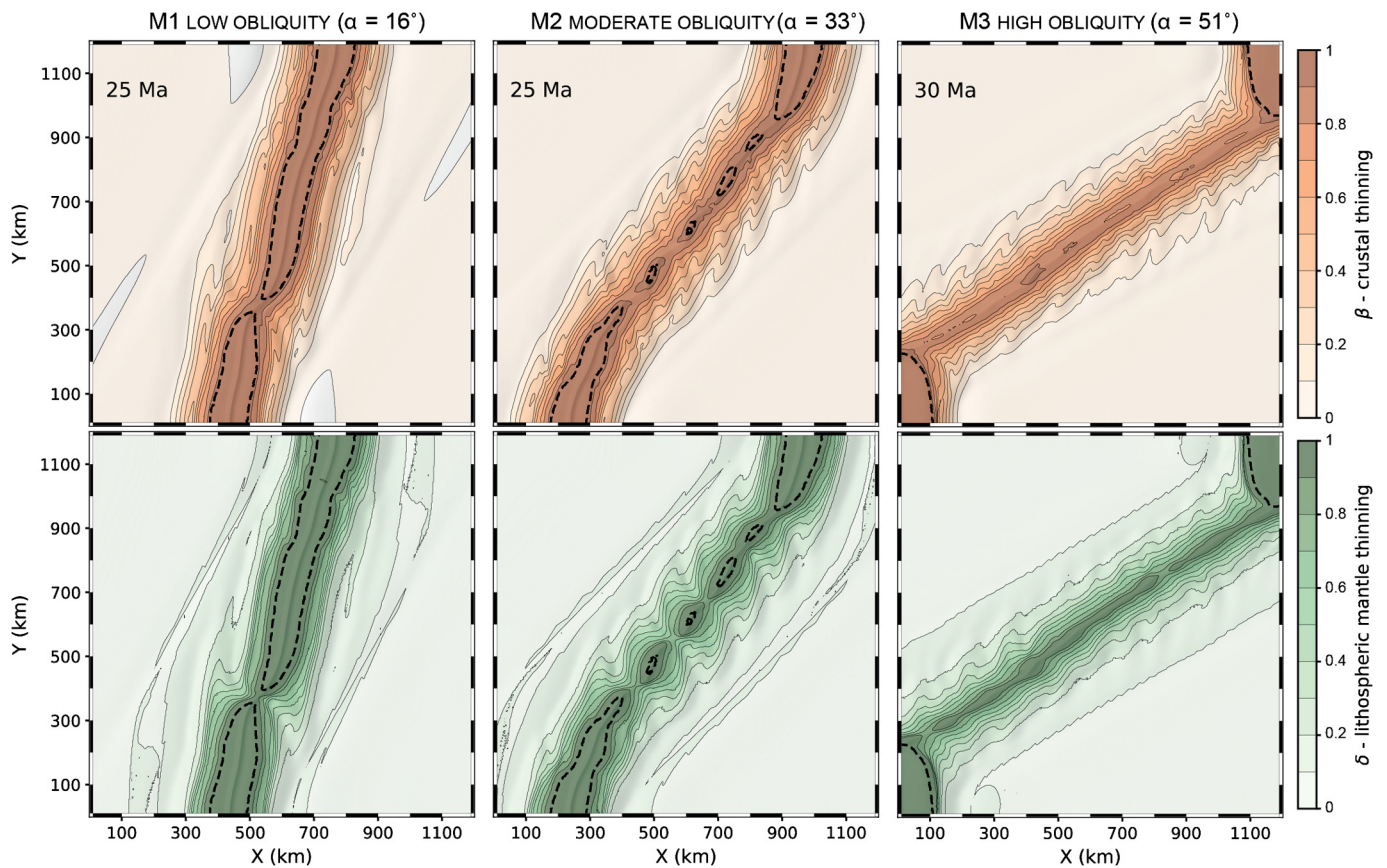 M1 LOW OBLIQUITY (α = 16°)
M2 MODERATE OBLIQUITY (α = 33°)
M3 HIGH OBLIQUITY (α = 51°)
25 Ma
25 Ma
30 Ma
1100
900
700
500
300
100
Y (km)
1
0.8
0.6
0.4
0.2
0
β - crustal thinning
1100
900
700
500
300
100
Y (km)
1
0.8
0.6
0.4
0.2
0
δ - lithospheric mantle thinning
100 300 500 700 900 1100
100 300 500 700 900 1100
100 300 500 700 900 1100
X (km)
X (km)
X (km)